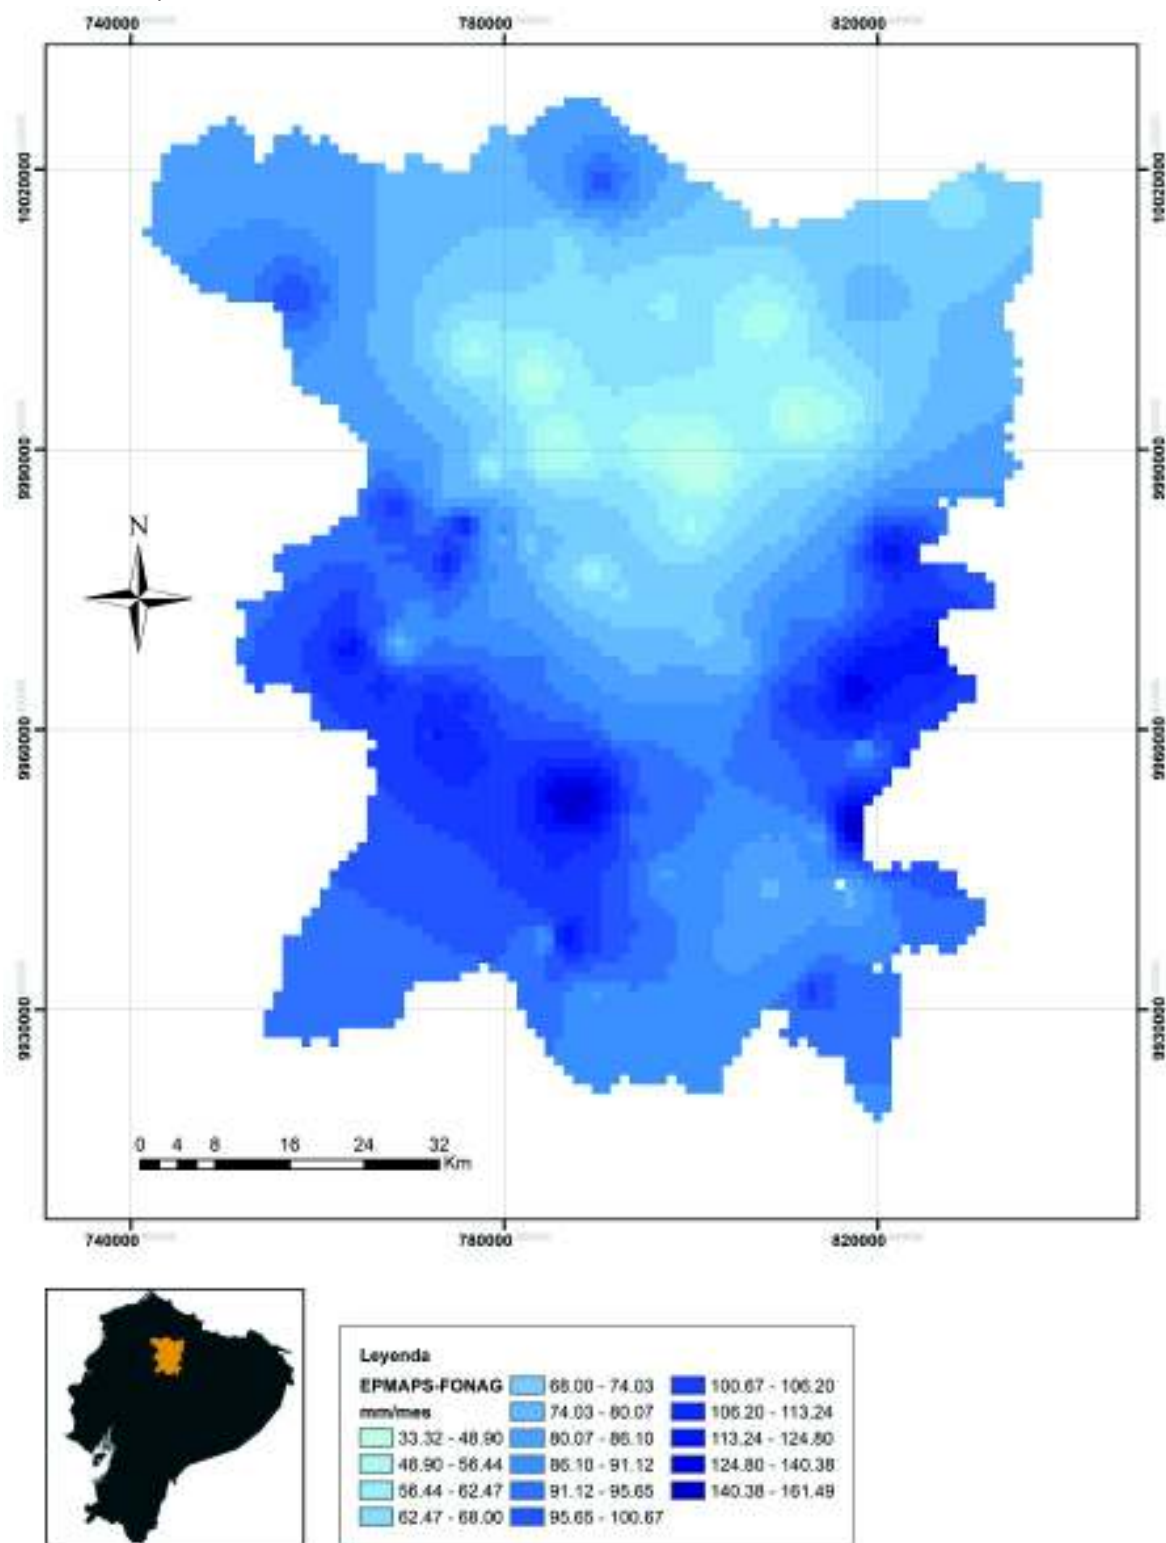 740000 780000 820000
10020000 10020000
9990000 9990000
N
9960000 9960000
9930000 9930000
0 4 8 16 24 32
Km
740000 780000 820000
Leyenda
EPMAPS-FONAG 68.00 - 74.03 100.67 - 106.20
mm/mes 74.03 - 80.07 106.20 - 113.24
33.32 - 48.90 80.07 - 86.10 113.24 - 124.80
48.90 - 56.44 86.10 - 91.12 124.80 - 140.38
56.44 - 62.47 91.12 - 95.65 140.38 - 161.49
62.47 - 68.00 95.65 - 100.67